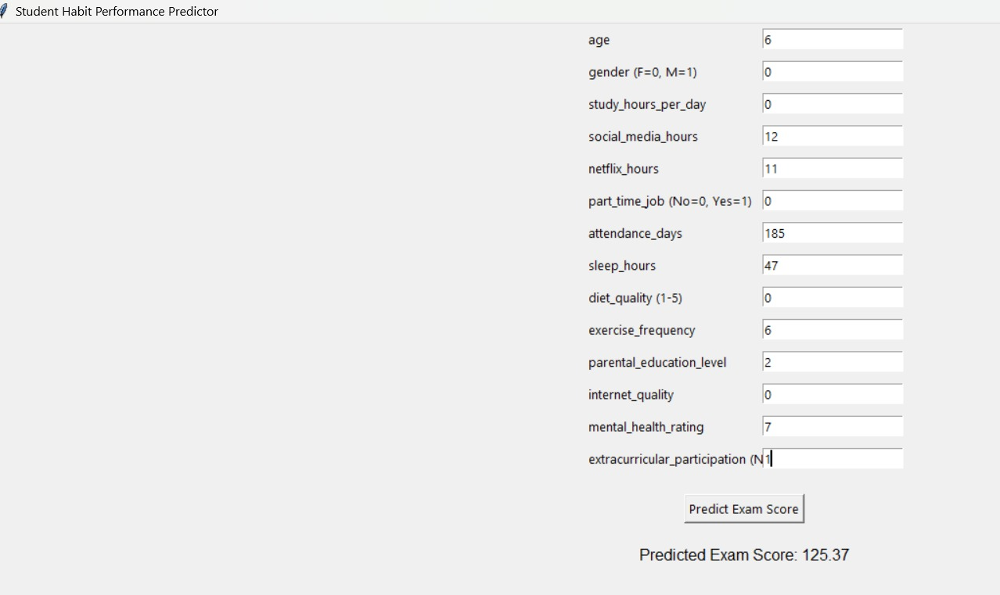 Student Habit Performance Predictor
age 6
gender (F=0, M=1) 0
study_hours_per_day 0
social_media_hours 12
netflix_hours 11
part_time_job (No=0, Yes=1) 0
attendance_days 185
sleep_hours 47
diet_quality (1-5) 0
exercise_frequency 6
parental_education_level 2
internet_quality 0
mental_health_rating 7
extracurricular_participation (N 1
Predict Exam Score
Predicted Exam Score: 125.37